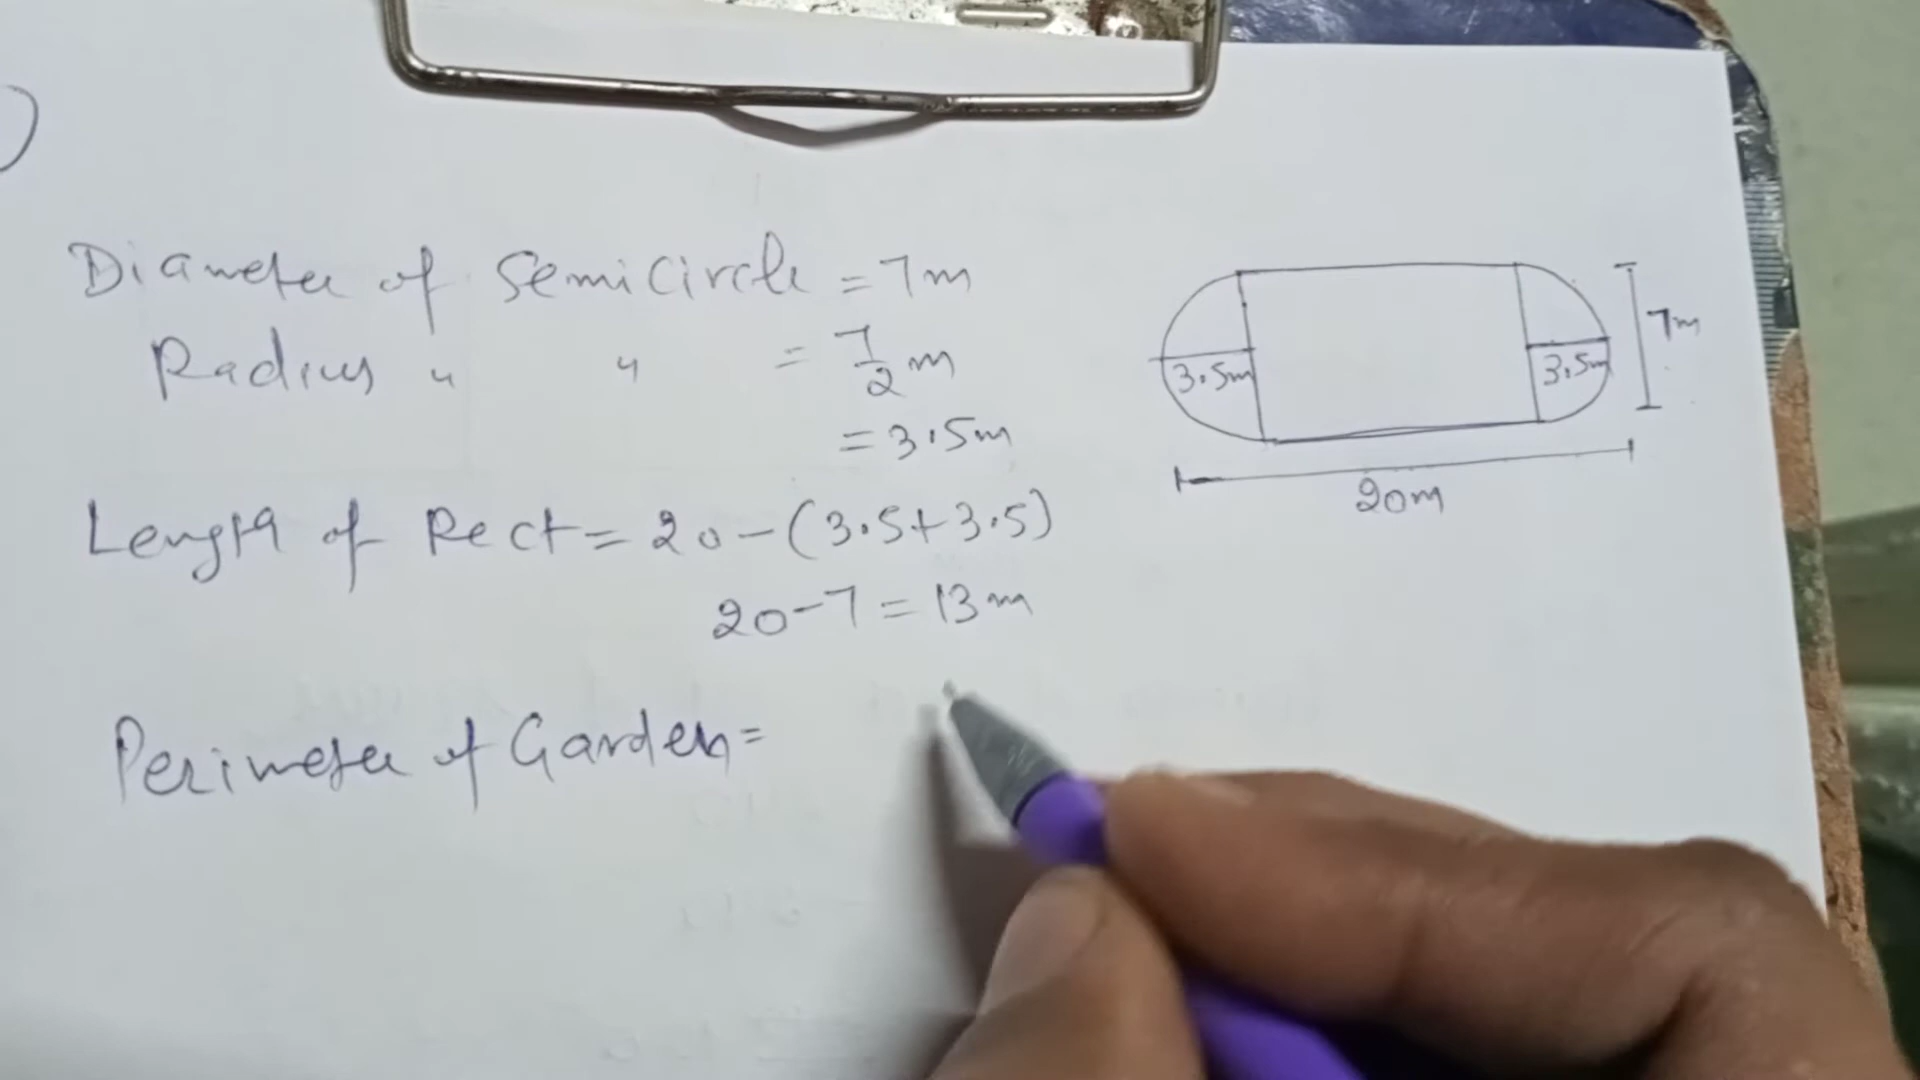 )
Diameter of Semicircle = 7m
Radius " " = 7/2 m
= 3.5m
Length of Rect = 20-(3.5+3.5)
20-7 = 13m
Perimeter of Garden=
3.5m
3.5m
7m
20m